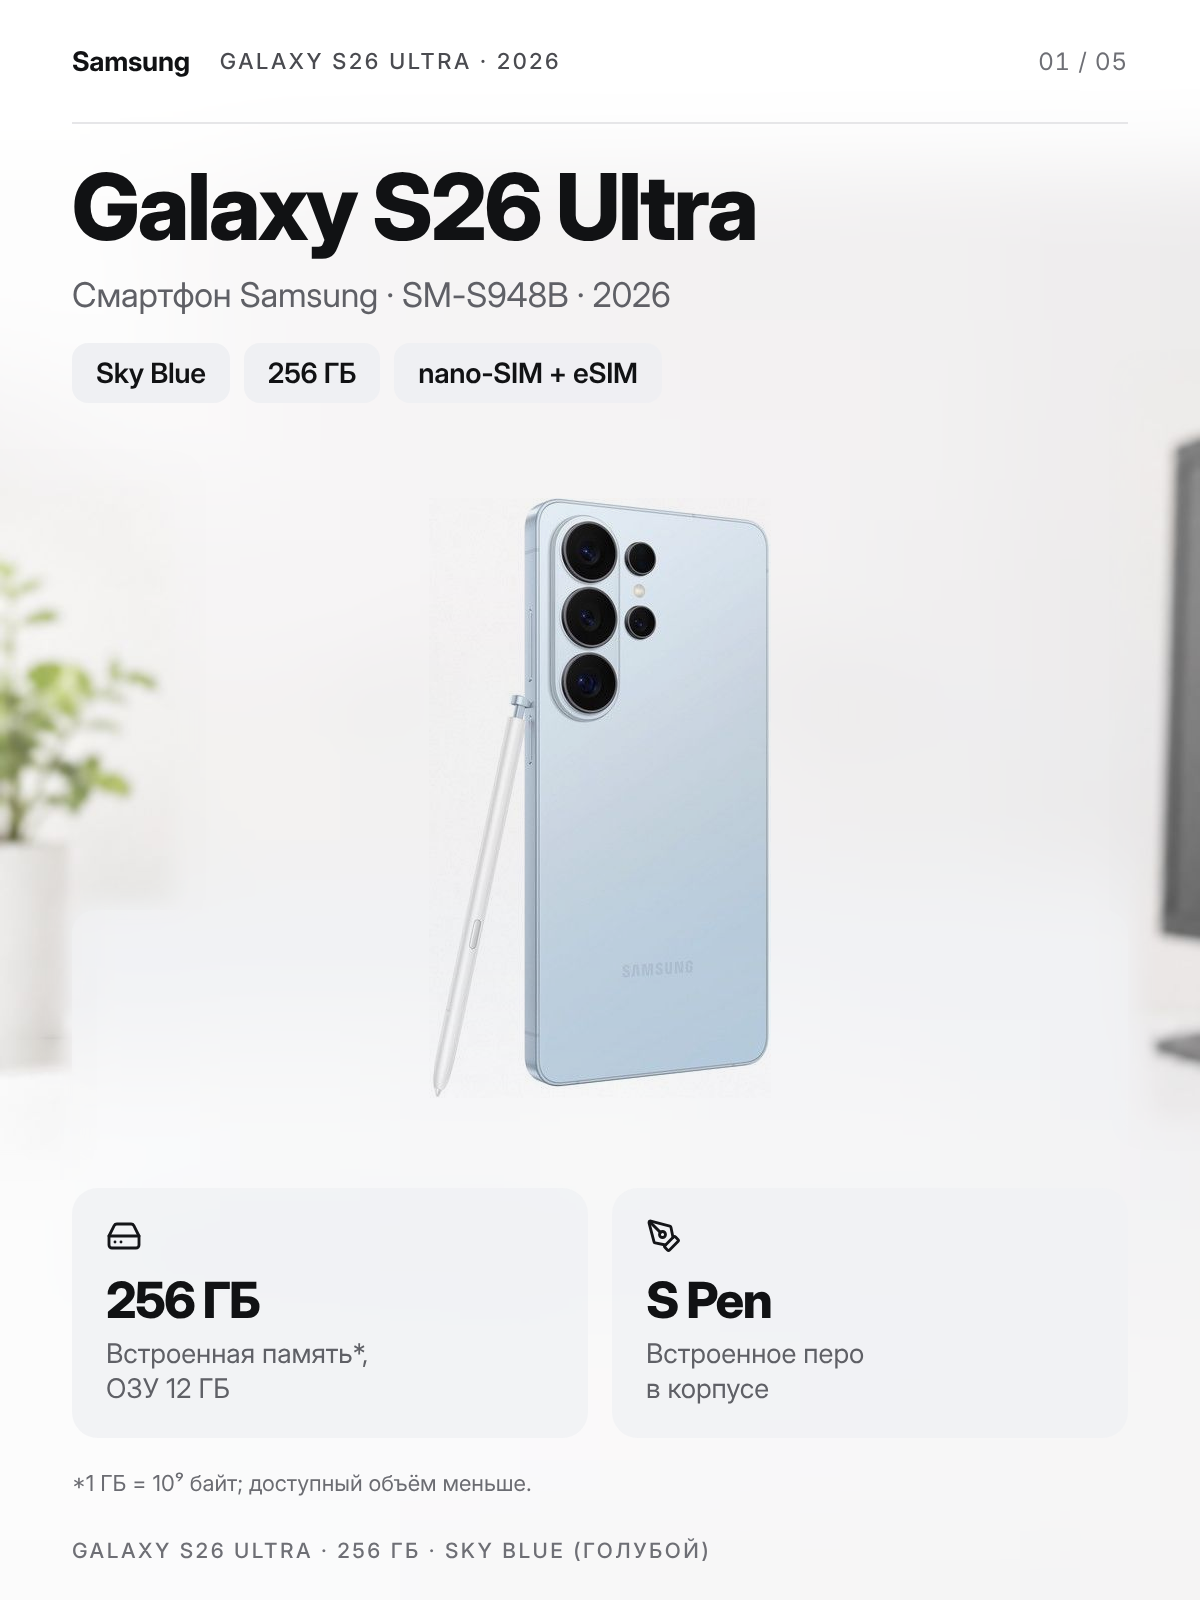 Samsung GALAXY S26 ULTRA · 2026 01 / 05
Galaxy S26 Ultra
Смартфон Samsung · SM-S948B · 2026
Sky Blue 256 ГБ nano-SIM + eSIM
SAMSUNG
256 ГБ
Встроенная память*,
ОЗУ 12 ГБ
S Pen
Встроенное перо
в корпусе
*1 ГБ = 10⁹ байт; доступный объём меньше.
GALAXY S26 ULTRA · 256 ГБ · SKY BLUE (ГОЛУБОЙ)